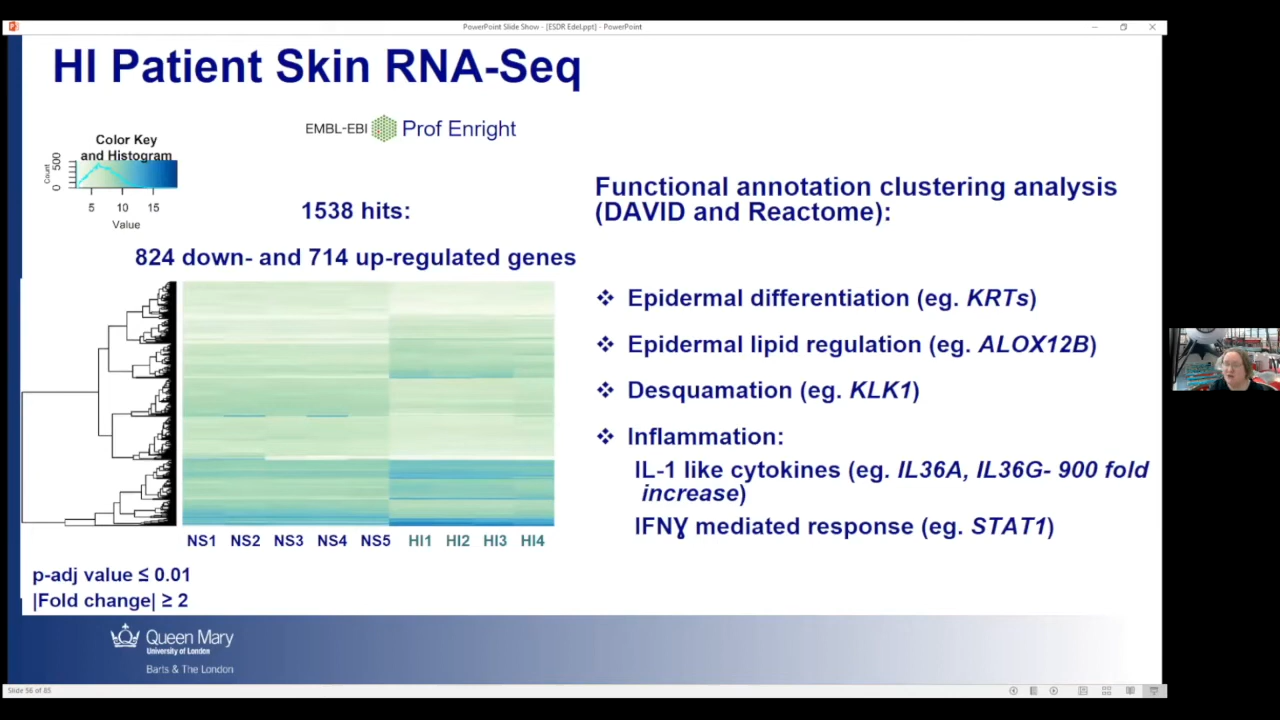 PowerPoint Slide Show - [ESDR Edel.ppt] - PowerPoint
HI Patient Skin RNA-Seq
EMBL-EBI Prof Enright
Color Key
and Histogram
Count
0 500
5 10 15
Value
1538 hits:
824 down- and 714 up-regulated genes
NS1 NS2 NS3 NS4 NS5 HI1 HI2 HI3 HI4
p-adj value ≤ 0.01
|Fold change| ≥ 2
Functional annotation clustering analysis
(DAVID and Reactome):
❖ Epidermal differentiation (eg. KRTs)
❖ Epidermal lipid regulation (eg. ALOX12B)
❖ Desquamation (eg. KLK1)
❖ Inflammation:
IL-1 like cytokines (eg. IL36A, IL36G- 900 fold
increase)
IFNɣ mediated response (eg. STAT1)
Queen Mary
University of London
Barts & The London
Slide 56 of 85